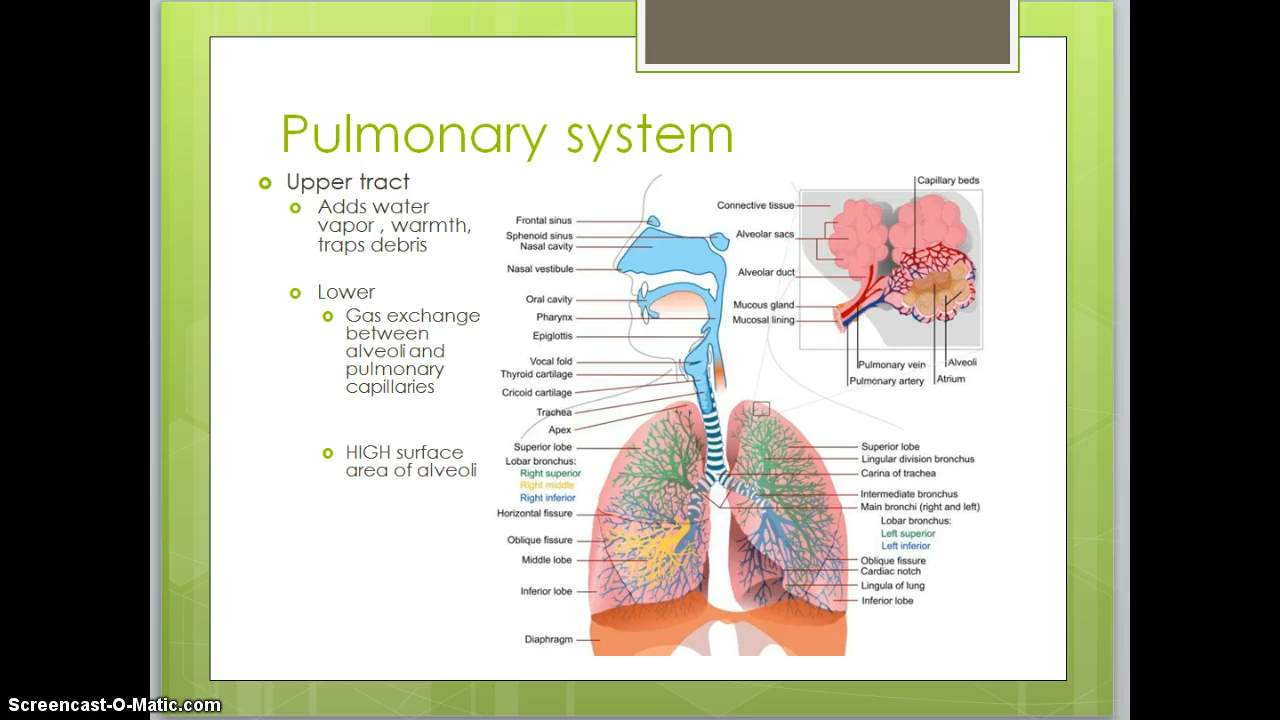 Pulmonary system
Upper tract
Adds water
vapor , warmth,
traps debris
Lower
Gas exchange
between
alveoli and
pulmonary
capillaries
HIGH surface
area of alveoli
Frontal sinus
Sphenoid sinus
Nasal cavity
Nasal vestibule
Oral cavity
Pharynx
Epiglottis
Vocal fold
Thyroid cartilage
Cricoid cartilage
Trachea
Apex
Superior lobe
Lobar bronchus:
Right superior
Right middle
Right inferior
Horizontal fissure
Oblique fissure
Middle lobe
Inferior lobe
Diaphragm
Capillary beds
Connective tissue
Alveolar sacs
Alveolar duct
Mucous gland
Mucosal lining
Pulmonary vein
Alveoli
Pulmonary artery
Atrium
Superior lobe
Lingular division bronchus
Carina of trachea
Intermediate bronchus
Main bronchi (right and left)
Lobar bronchus:
Left superior
Left inferior
Oblique fissure
Cardiac notch
Lingula of lung
Inferior lobe
Screencast-O-Matic.com